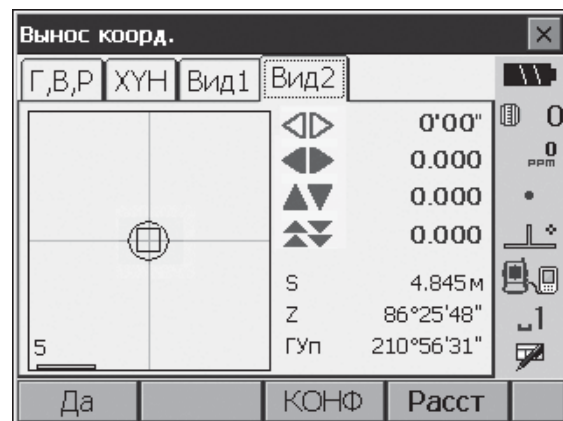 Вынос коорд.
Г,В,Р XYH Вид1 Вид2
0'00"
0
0.000
0
ppm
0.000
0.000
S 4.845м
Z 86°25'48"
1
5
ГУп 210°56'31"
Да КОНФ Расст